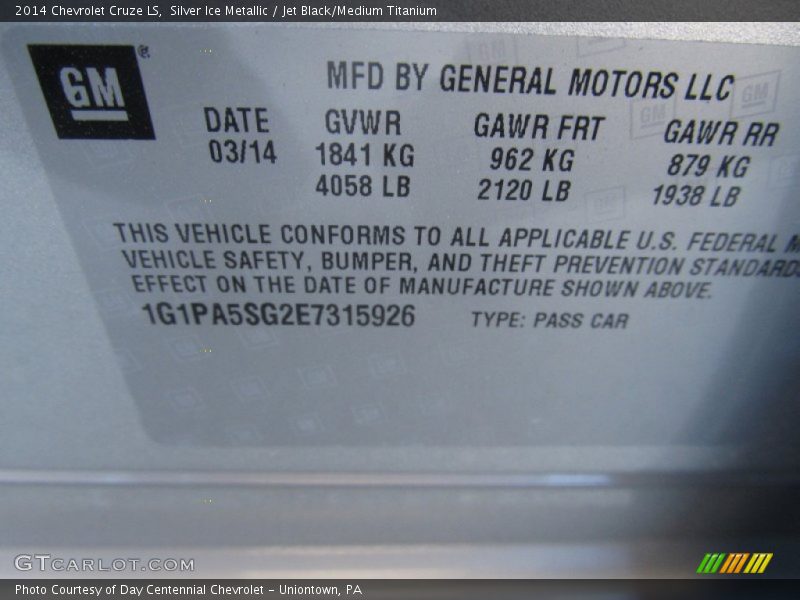 2014 Chevrolet Cruze LS, Silver Ice Metallic / Jet Black/Medium Titanium
GM ®
MFD BY GENERAL MOTORS LLC
DATE GVWR GAWR FRT GAWR RR
03/14 1841 KG 962 KG 879 KG
4058 LB 2120 LB 1938 LB
THIS VEHICLE CONFORMS TO ALL APPLICABLE U.S. FEDERAL M
VEHICLE SAFETY, BUMPER, AND THEFT PREVENTION STANDARDS
EFFECT ON THE DATE OF MANUFACTURE SHOWN ABOVE.
1G1PA5SG2E7315926 TYPE: PASS CAR
GTCARLOT.COM
Photo Courtesy of Day Centennial Chevrolet - Uniontown, PA